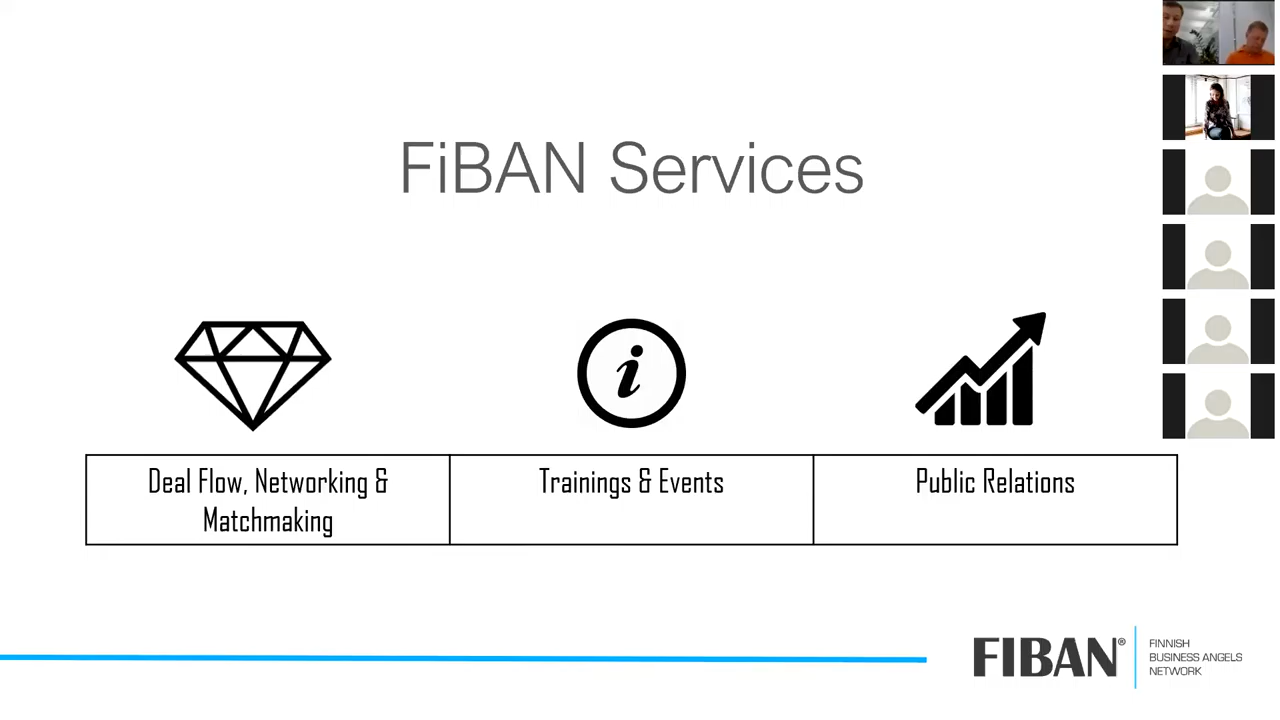 FiBAN Services
i
Deal Flow, Networking &
Matchmaking
Trainings & Events
Public Relations
FIBAN®
FINNISH
BUSINESS ANGELS
NETWORK